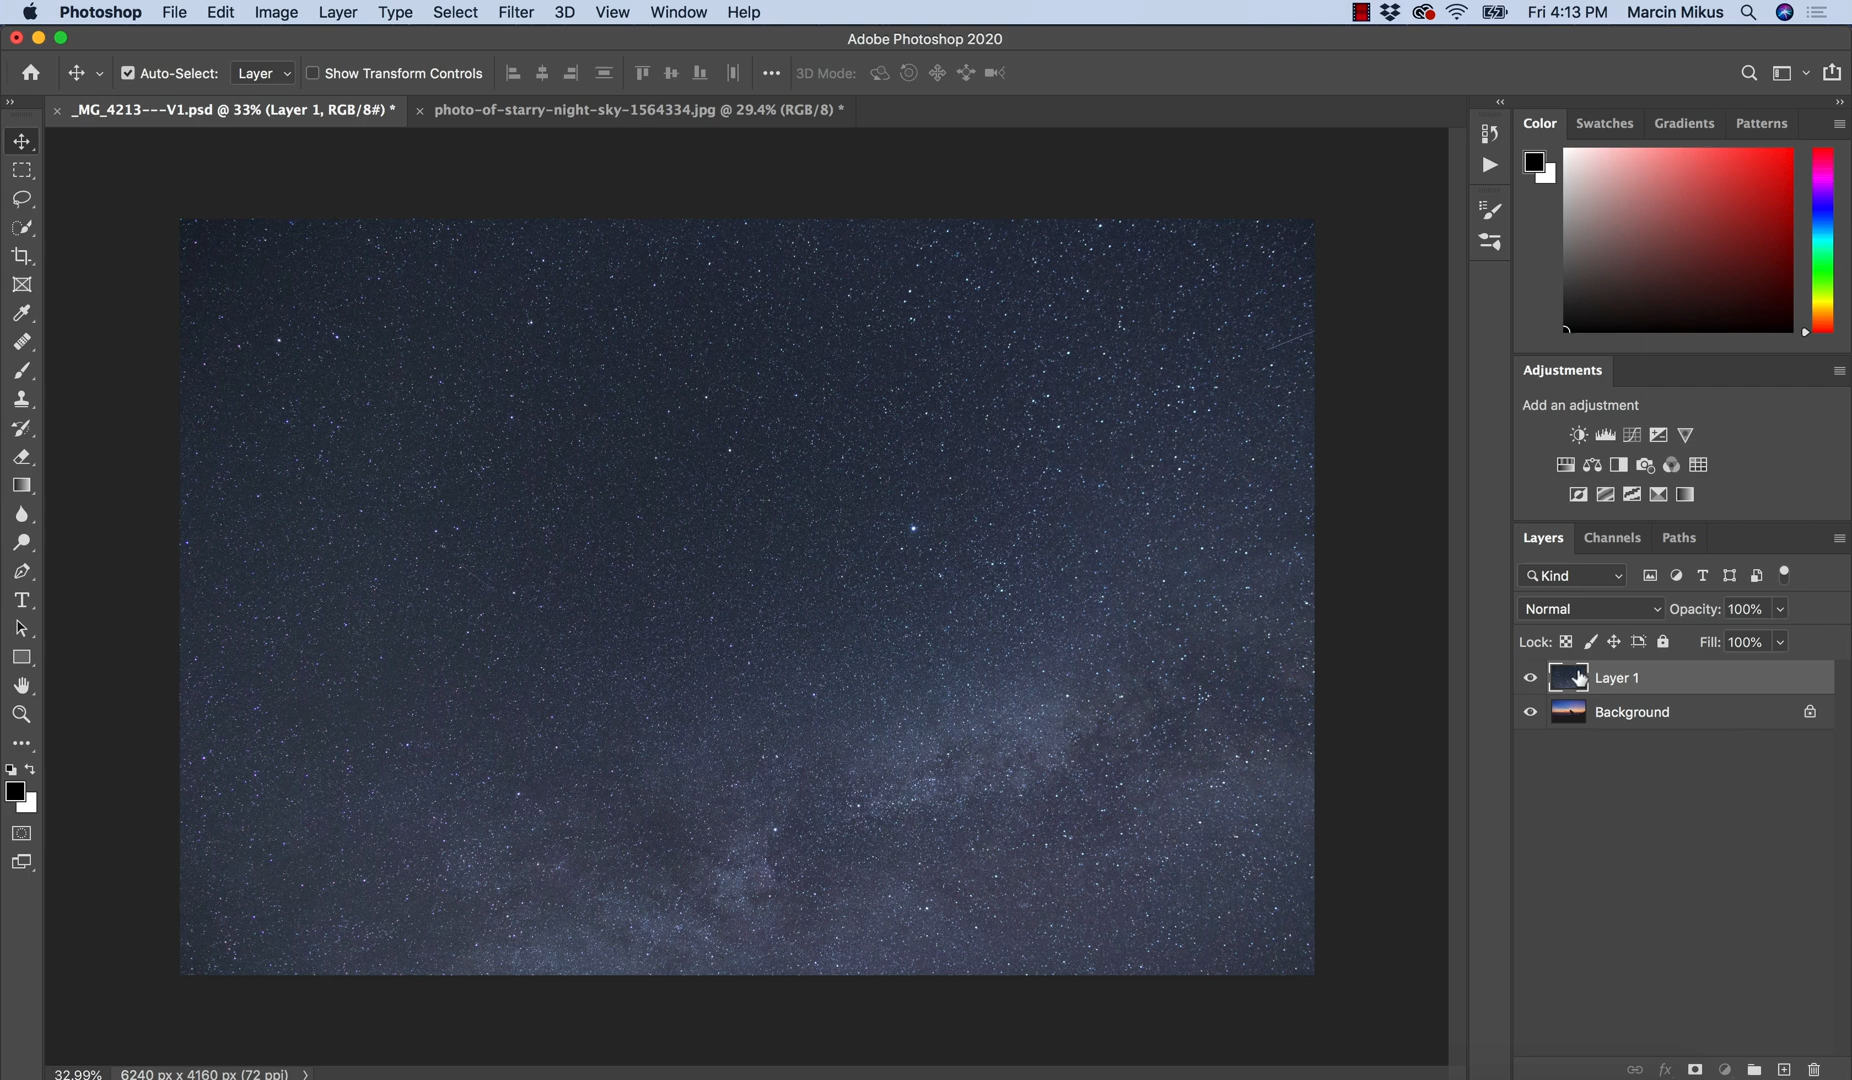 Photoshop File Edit Image Layer Type Select Filter 3D View Window Help Fri 4:13 PM Marcin Mikus
Adobe Photoshop 2020
Auto-Select: Layer Show Transform Controls 3D Mode:
_MG_4213---V1.psd @ 33% (Layer 1, RGB/8#) * photo-of-starry-night-sky-1564334.jpg @ 29.4% (RGB/8) *
Color Swatches Gradients Patterns
Adjustments
Add an adjustment
Layers Channels Paths
Kind
Normal Opacity: 100%
Lock: Fill: 100%
Layer 1
Background
32.99% 6240 px x 4160 px (72 ppi)